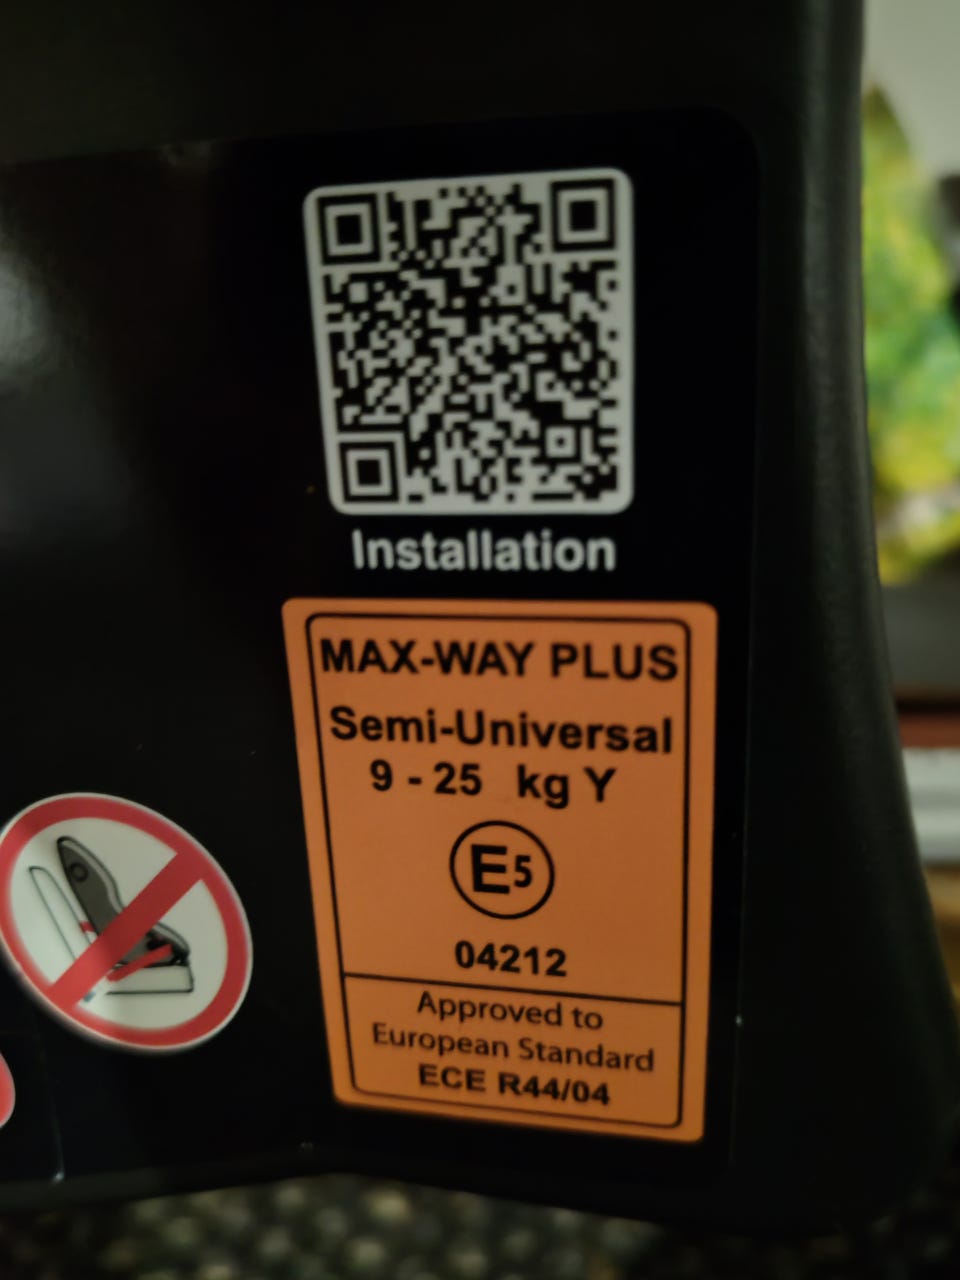 Installation
MAX-WAY PLUS
Semi-Universal
9 - 25 kg Y
E5
04212
Approved to
European Standard
ECE R44/04